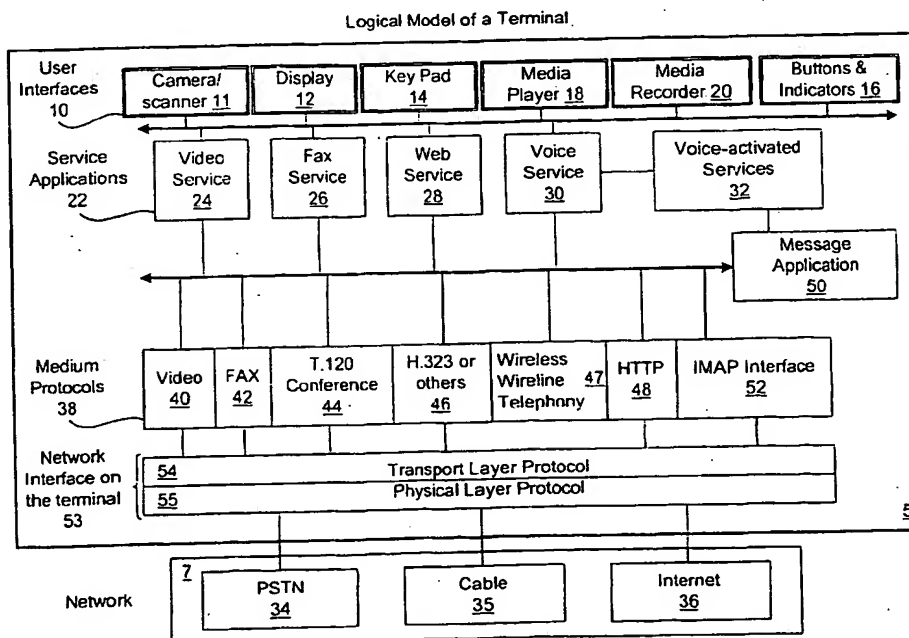 Logical Model of a Terminal
User Interfaces 10
Camera/ scanner 11
Display 12
Key Pad 14
Media Player 18
Media Recorder 20
Buttons & Indicators 16
Service Applications 22
Video Service 24
Fax Service 26
Web Service 28
Voice Service 30
Voice-activated Services 32
Message Application 50
Medium Protocols 38
Video 40
FAX 42
T.120 Conference 44
H.323 or others 46
Wireless Wireline Telephony 47
HTTP 48
IMAP Interface 52
Network Interface on the terminal 53
54 Transport Layer Protocol
55 Physical Layer Protocol
5
Network
7
PSTN 34
Cable 35
Internet 36